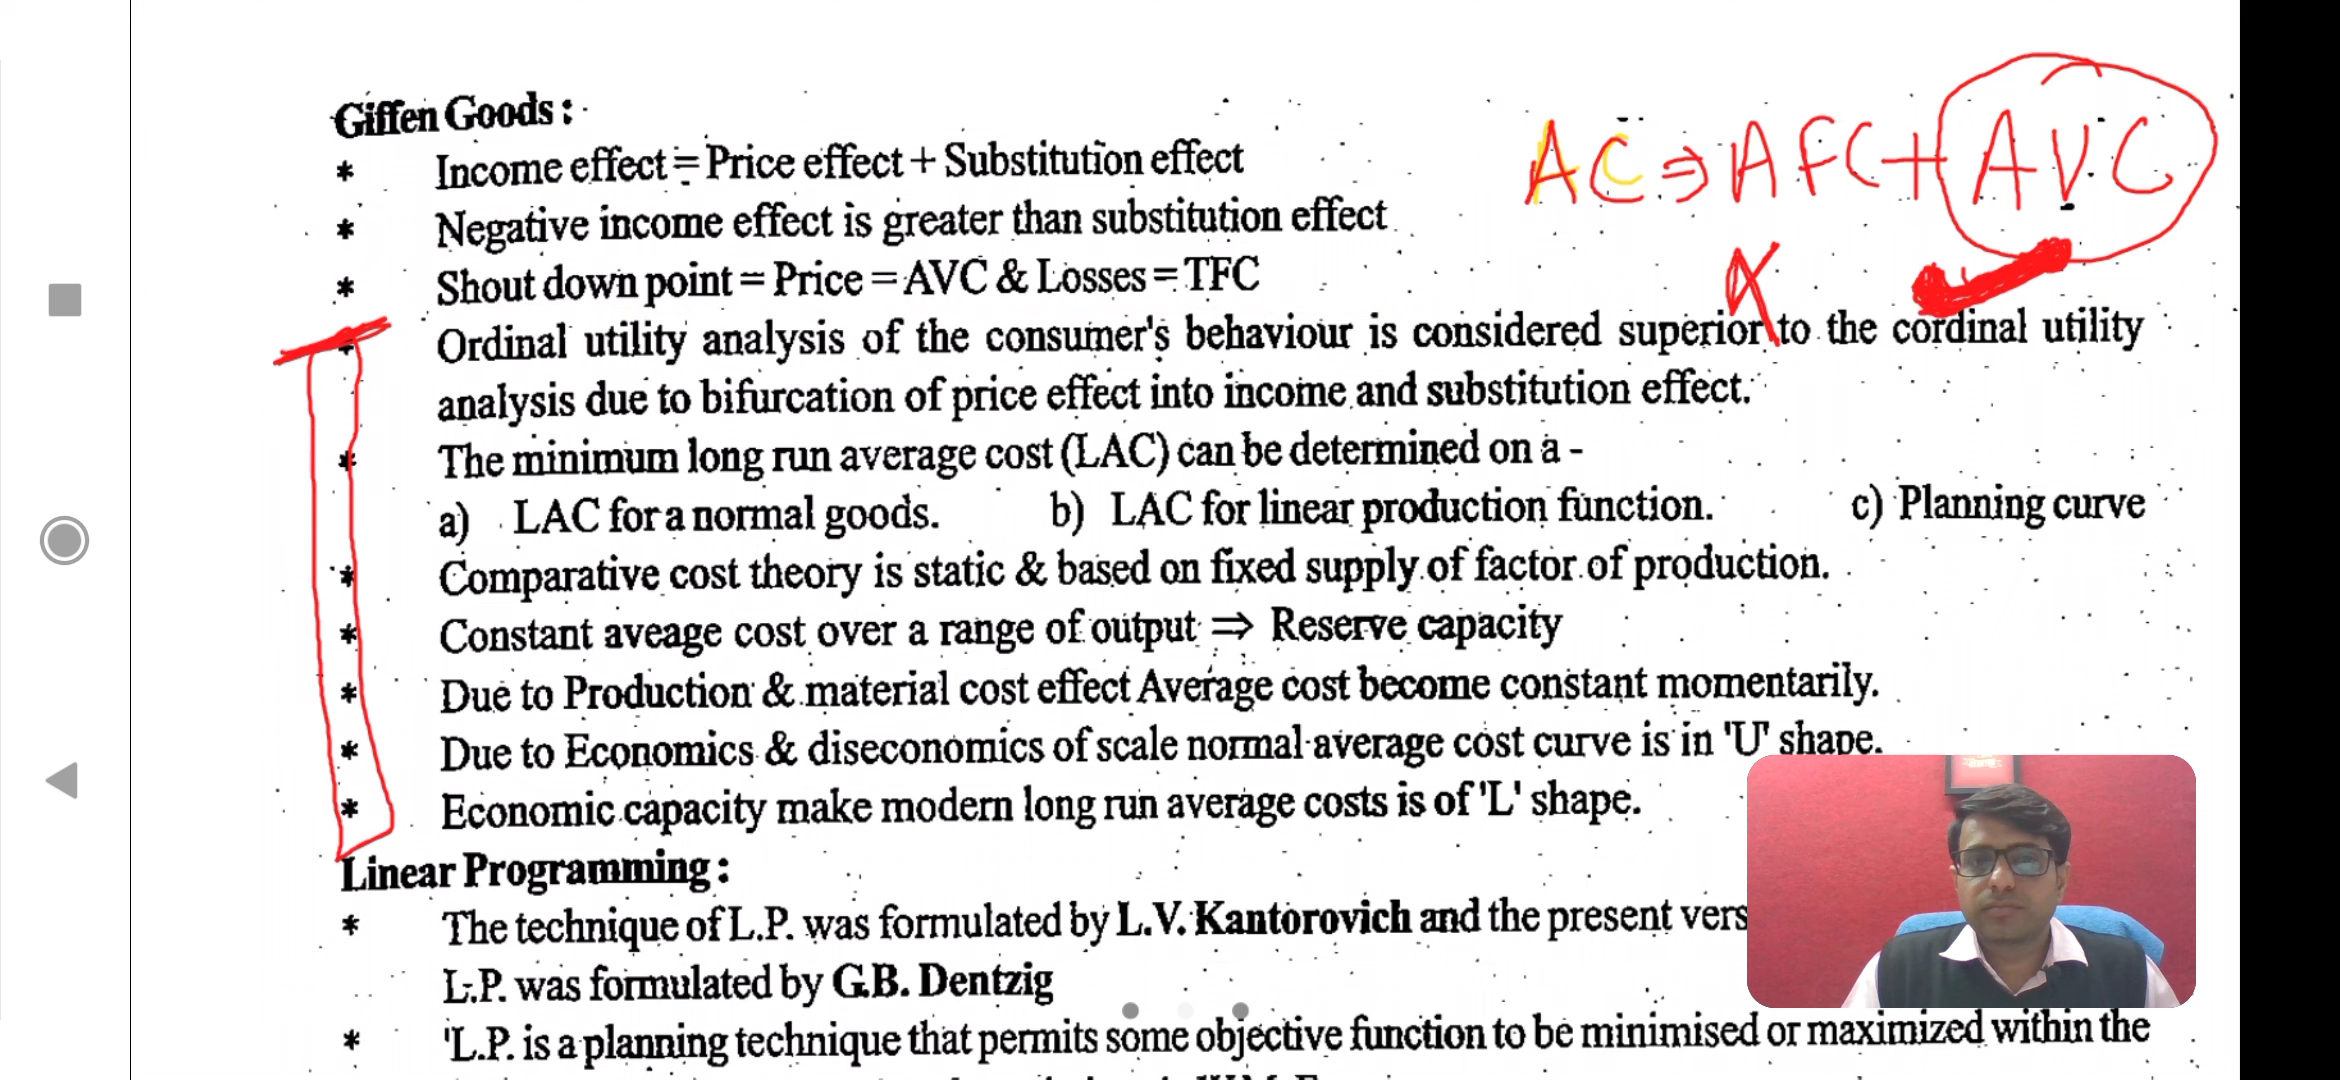 Giffen Goods :
* Income effect = Price effect + Substitution effect
AC ⇒ AFC + AVC
* Negative income effect is greater than substitution effect
* Shout down point = Price = AVC & Losses = TFC
* Ordinal utility analysis of the consumer's behaviour is considered superior to the cordinal utility
analysis due to bifurcation of price effect into income and substitution effect.
* The minimum long run average cost (LAC) can be determined on a -
a) LAC for a normal goods. b) LAC for linear production function. c) Planning curve
* Comparative cost theory is static & based on fixed supply of factor of production.
* Constant aveage cost over a range of output ⇒ Reserve capacity
* Due to Production & material cost effect Average cost become constant momentarily.
* Due to Economics & diseconomics of scale normal average cost curve is in 'U' shape.
* Economic capacity make modern long run average costs is of 'L' shape.
Linear Programming :
* The technique of L.P. was formulated by L.V. Kantorovich and the present vers
L.P. was formulated by G.B. Dentzig
* 'L.P. is a planning technique that permits some objective function to be minimised or maximized within the